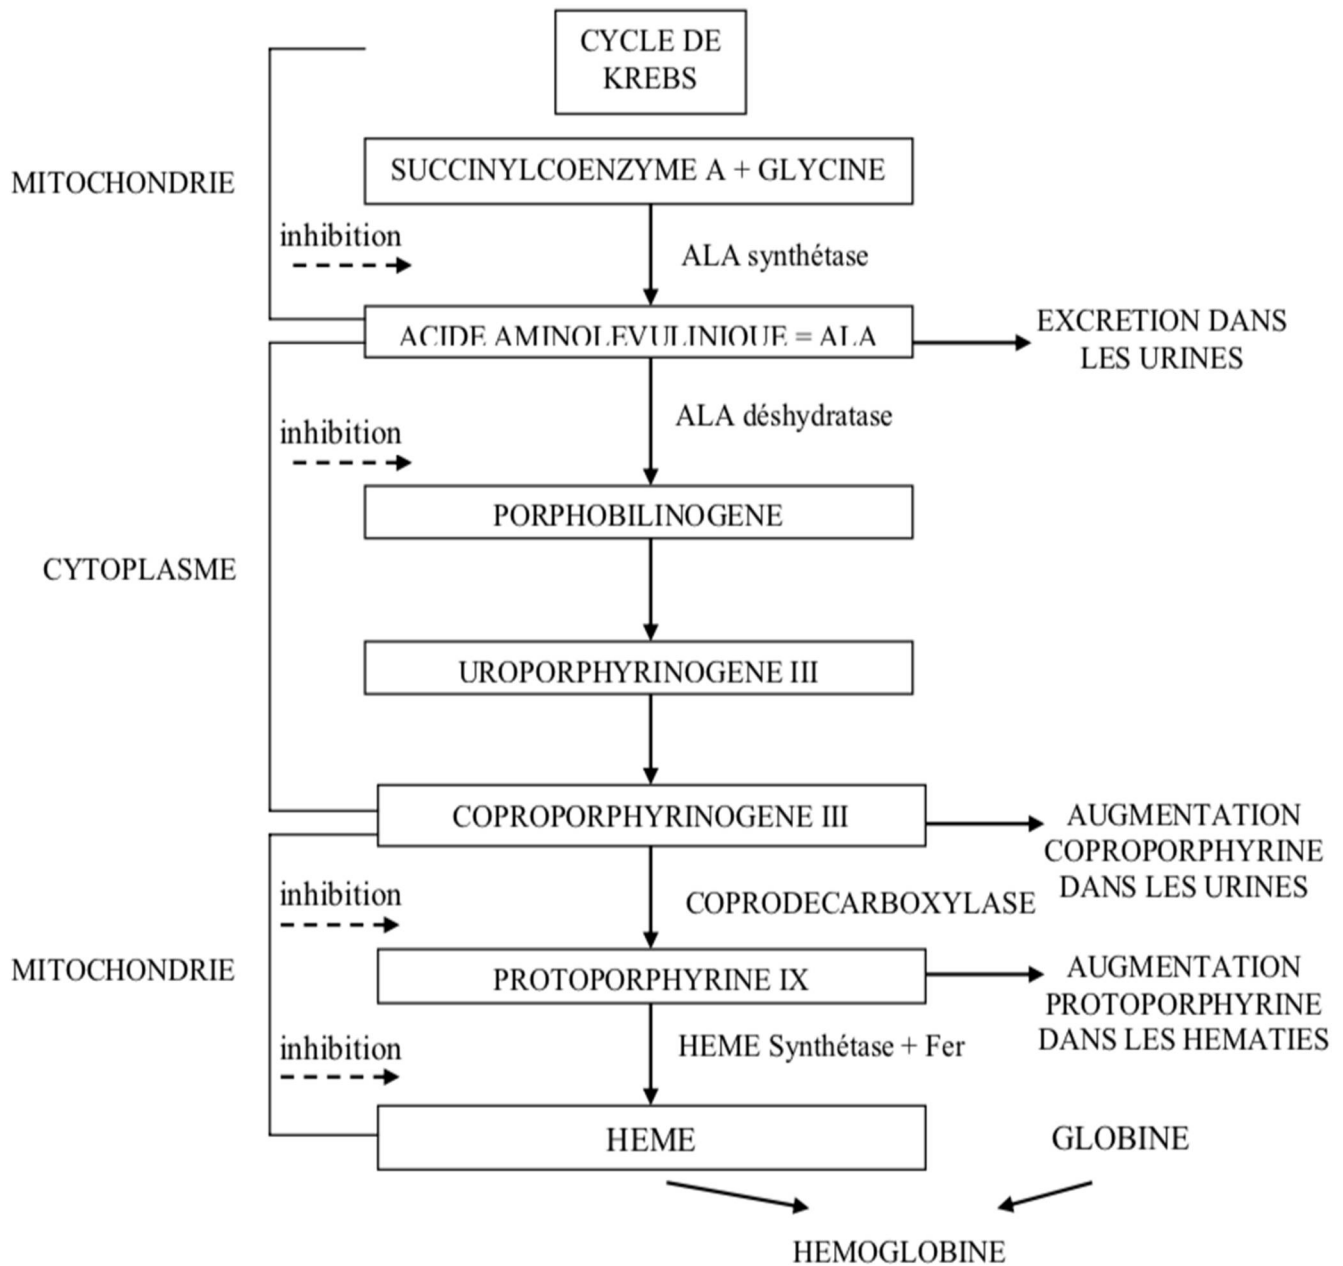 CYCLE DE
KREBS
SUCCINYLCOENZYME A + GLYCINE
MITOCHONDRIE
inhibition
ALA synthétase
ACIDE AMINOLEVULINIQUE = ALA
EXCRETION DANS
LES URINES
ALA déshydratase
inhibition
PORPHOBILINOGENE
CYTOPLASME
UROPORPHYRINOGENE III
COPROPORPHYRINOGENE III
AUGMENTATION
COPROPORPHYRINE
DANS LES URINES
inhibition
COPRODECARBOXYLASE
MITOCHONDRIE
PROTOPORPHYRINE IX
AUGMENTATION
PROTOPORPHYRINE
DANS LES HEMATIES
inhibition
HEME Synthétase + Fer
HEME
GLOBINE
HEMOGLOBINE